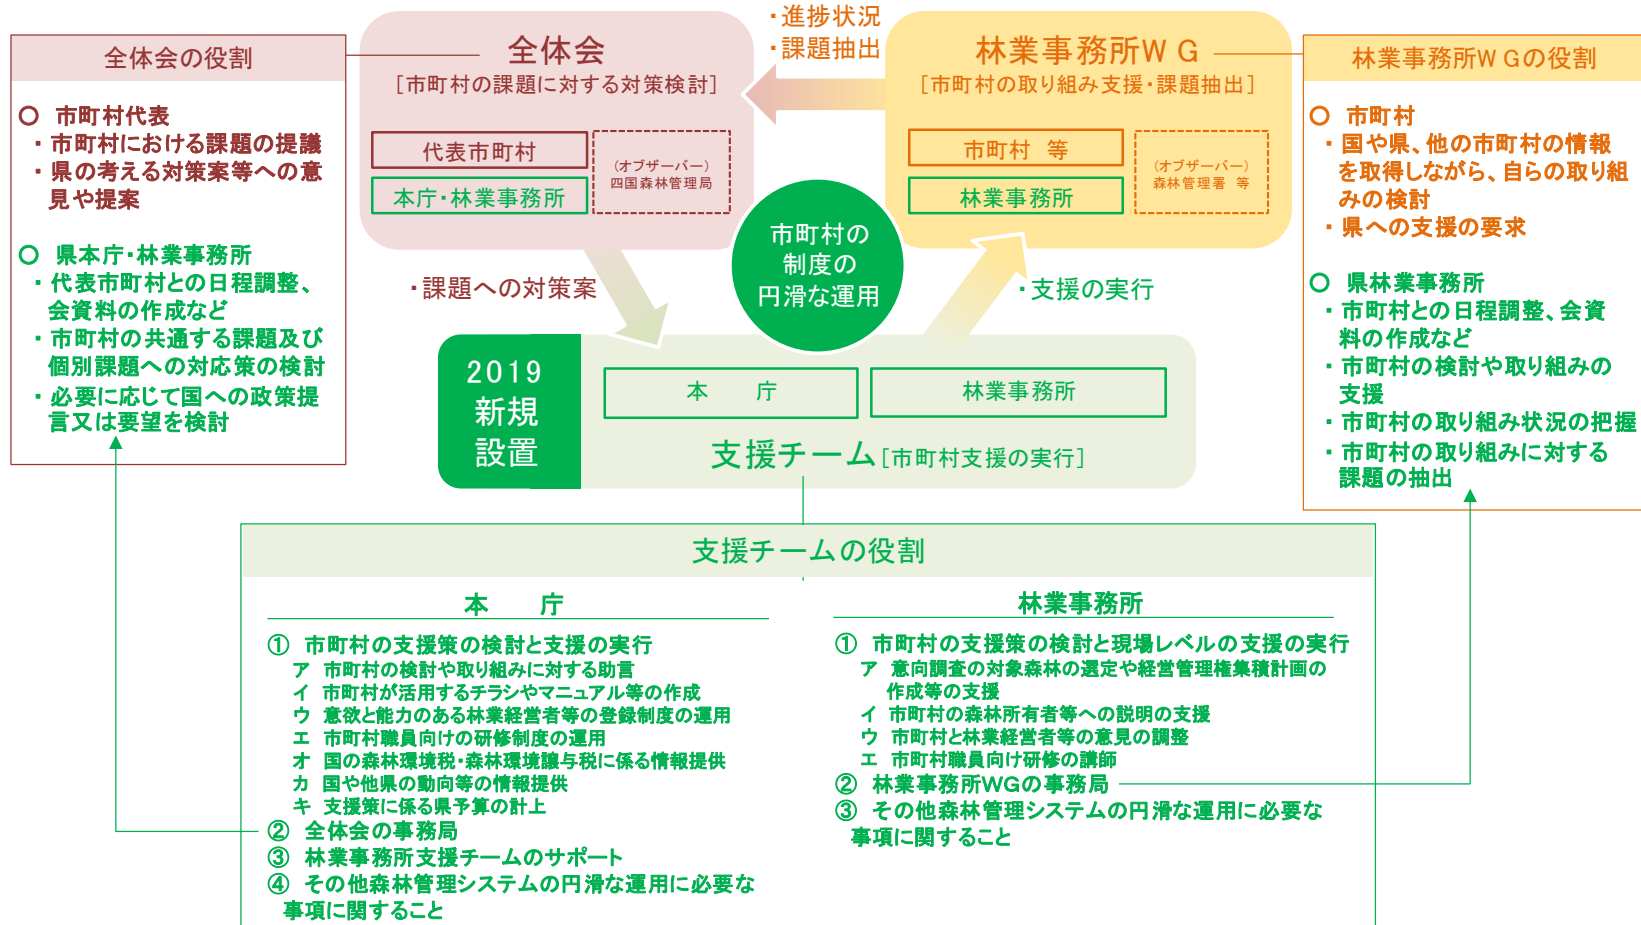 全体会の役割
○ 市町村代表
・市町村における課題の提議
・県の考える対策案等への意
見や提案
○ 県本庁・林業事務所
・代表市町村との日程調整、
会資料の作成など
・市町村の共通する課題及び
個別課題への対応策の検討
・必要に応じて国への政策提
言又は要望を検討
全体会
[市町村の課題に対する対策検討]
代表市町村
本庁・林業事務所
(オブザーバー)
四国森林管理局
・進捗状況
・課題抽出
林業事務所WG
[市町村の取り組み支援・課題抽出]
市町村 等
林業事務所
(オブザーバー)
森林管理署 等
林業事務所WGの役割
○ 市町村
・国や県、他の市町村の情報
を取得しながら、自らの取り組
みの検討
・県への支援の要求
○ 県林業事務所
・市町村との日程調整、会資
料の作成など
・市町村の検討や取り組みの
支援
・市町村の取り組み状況の把握
・市町村の取り組みに対する
課題の抽出
市町村の
制度の
円滑な運用
・課題への対策案
・支援の実行
2019
新規
設置
本 庁
林業事務所
支援チーム[市町村支援の実行]
支援チームの役割
本 庁
① 市町村の支援策の検討と支援の実行
ア 市町村の検討や取り組みに対する助言
イ 市町村が活用するチラシやマニュアル等の作成
ウ 意欲と能力のある林業経営者等の登録制度の運用
エ 市町村職員向けの研修制度の運用
オ 国の森林環境税・森林環境譲与税に係る情報提供
カ 国や他県の動向等の情報提供
キ 支援策に係る県予算の計上
② 全体会の事務局
③ 林業事務所支援チームのサポート
④ その他森林管理システムの円滑な運用に必要な
事項に関すること
林業事務所
① 市町村の支援策の検討と現場レベルの支援の実行
ア 意向調査の対象森林の選定や経営管理権集積計画の
作成等の支援
イ 市町村の森林所有者等への説明の支援
ウ 市町村と林業経営者等の意見の調整
エ 市町村職員向け研修の講師
② 林業事務所WGの事務局
③ その他森林管理システムの円滑な運用に必要な
事項に関すること